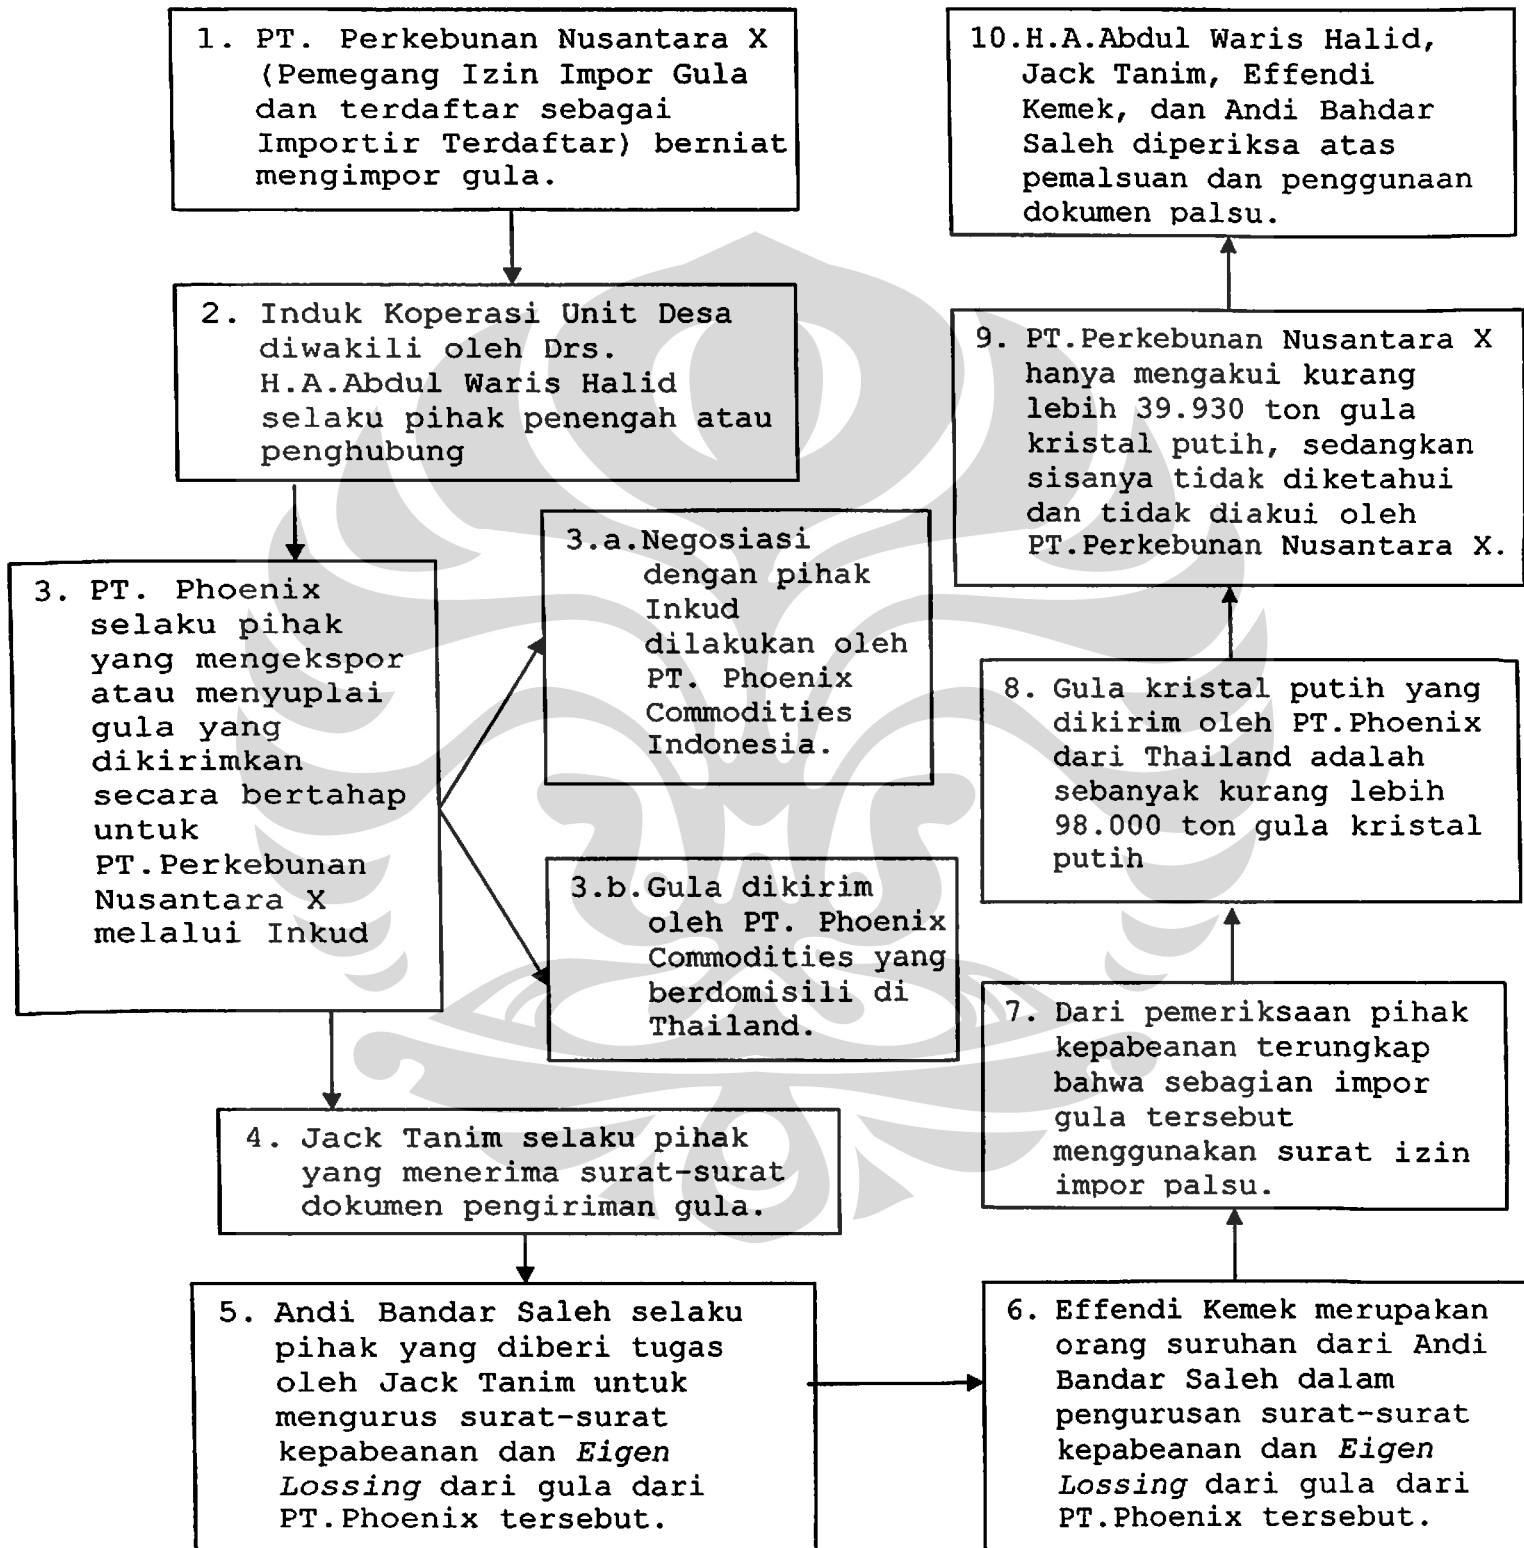 1. PT. Perkebunan Nusantara X
(Pemegang Izin Impor Gula
dan terdaftar sebagai
Importir Terdaftar) berniat
mengimpor gula.
2. Induk Koperasi Unit Desa
diwakili oleh Drs.
H.A.Abdul Waris Halid
selaku pihak penengah atau
penghubung
3. PT. Phoenix
selaku pihak
yang mengekspor
atau menyuplai
gula yang
dikirimkan
secara bertahap
untuk
PT.Perkebunan
Nusantara X
melalui Inkud
3.a.Negosiasi
dengan pihak
Inkud
dilakukan oleh
PT. Phoenix
Commodities
Indonesia.
3.b.Gula dikirim
oleh PT. Phoenix
Commodities yang
berdomisili di
Thailand.
4. Jack Tanim selaku pihak
yang menerima surat-surat
dokumen pengiriman gula.
5. Andi Bandar Saleh selaku
pihak yang diberi tugas
oleh Jack Tanim untuk
mengurus surat-surat
kepabeanan dan Eigen
Lossing dari gula dari
PT.Phoenix tersebut.
6. Effendi Kemek merupakan
orang suruhan dari Andi
Bandar Saleh dalam
pengurusan surat-surat
kepabeanan dan Eigen
Lossing dari gula dari
PT.Phoenix tersebut.
7. Dari pemeriksaan pihak
kepabeanan terungkap
bahwa sebagian impor
gula tersebut
menggunakan surat izin
impor palsu.
8. Gula kristal putih yang
dikirim oleh PT.Phoenix
dari Thailand adalah
sebanyak kurang lebih
98.000 ton gula kristal
putih
9. PT.Perkebunan Nusantara X
hanya mengakui kurang
lebih 39.930 ton gula
kristal putih, sedangkan
sisanya tidak diketahui
dan tidak diakui oleh
PT.Perkebunan Nusantara X.
10.H.A.Abdul Waris Halid,
Jack Tanim, Effendi
Kemek, dan Andi Bahdar
Saleh diperiksa atas
pemalsuan dan penggunaan
dokumen palsu.